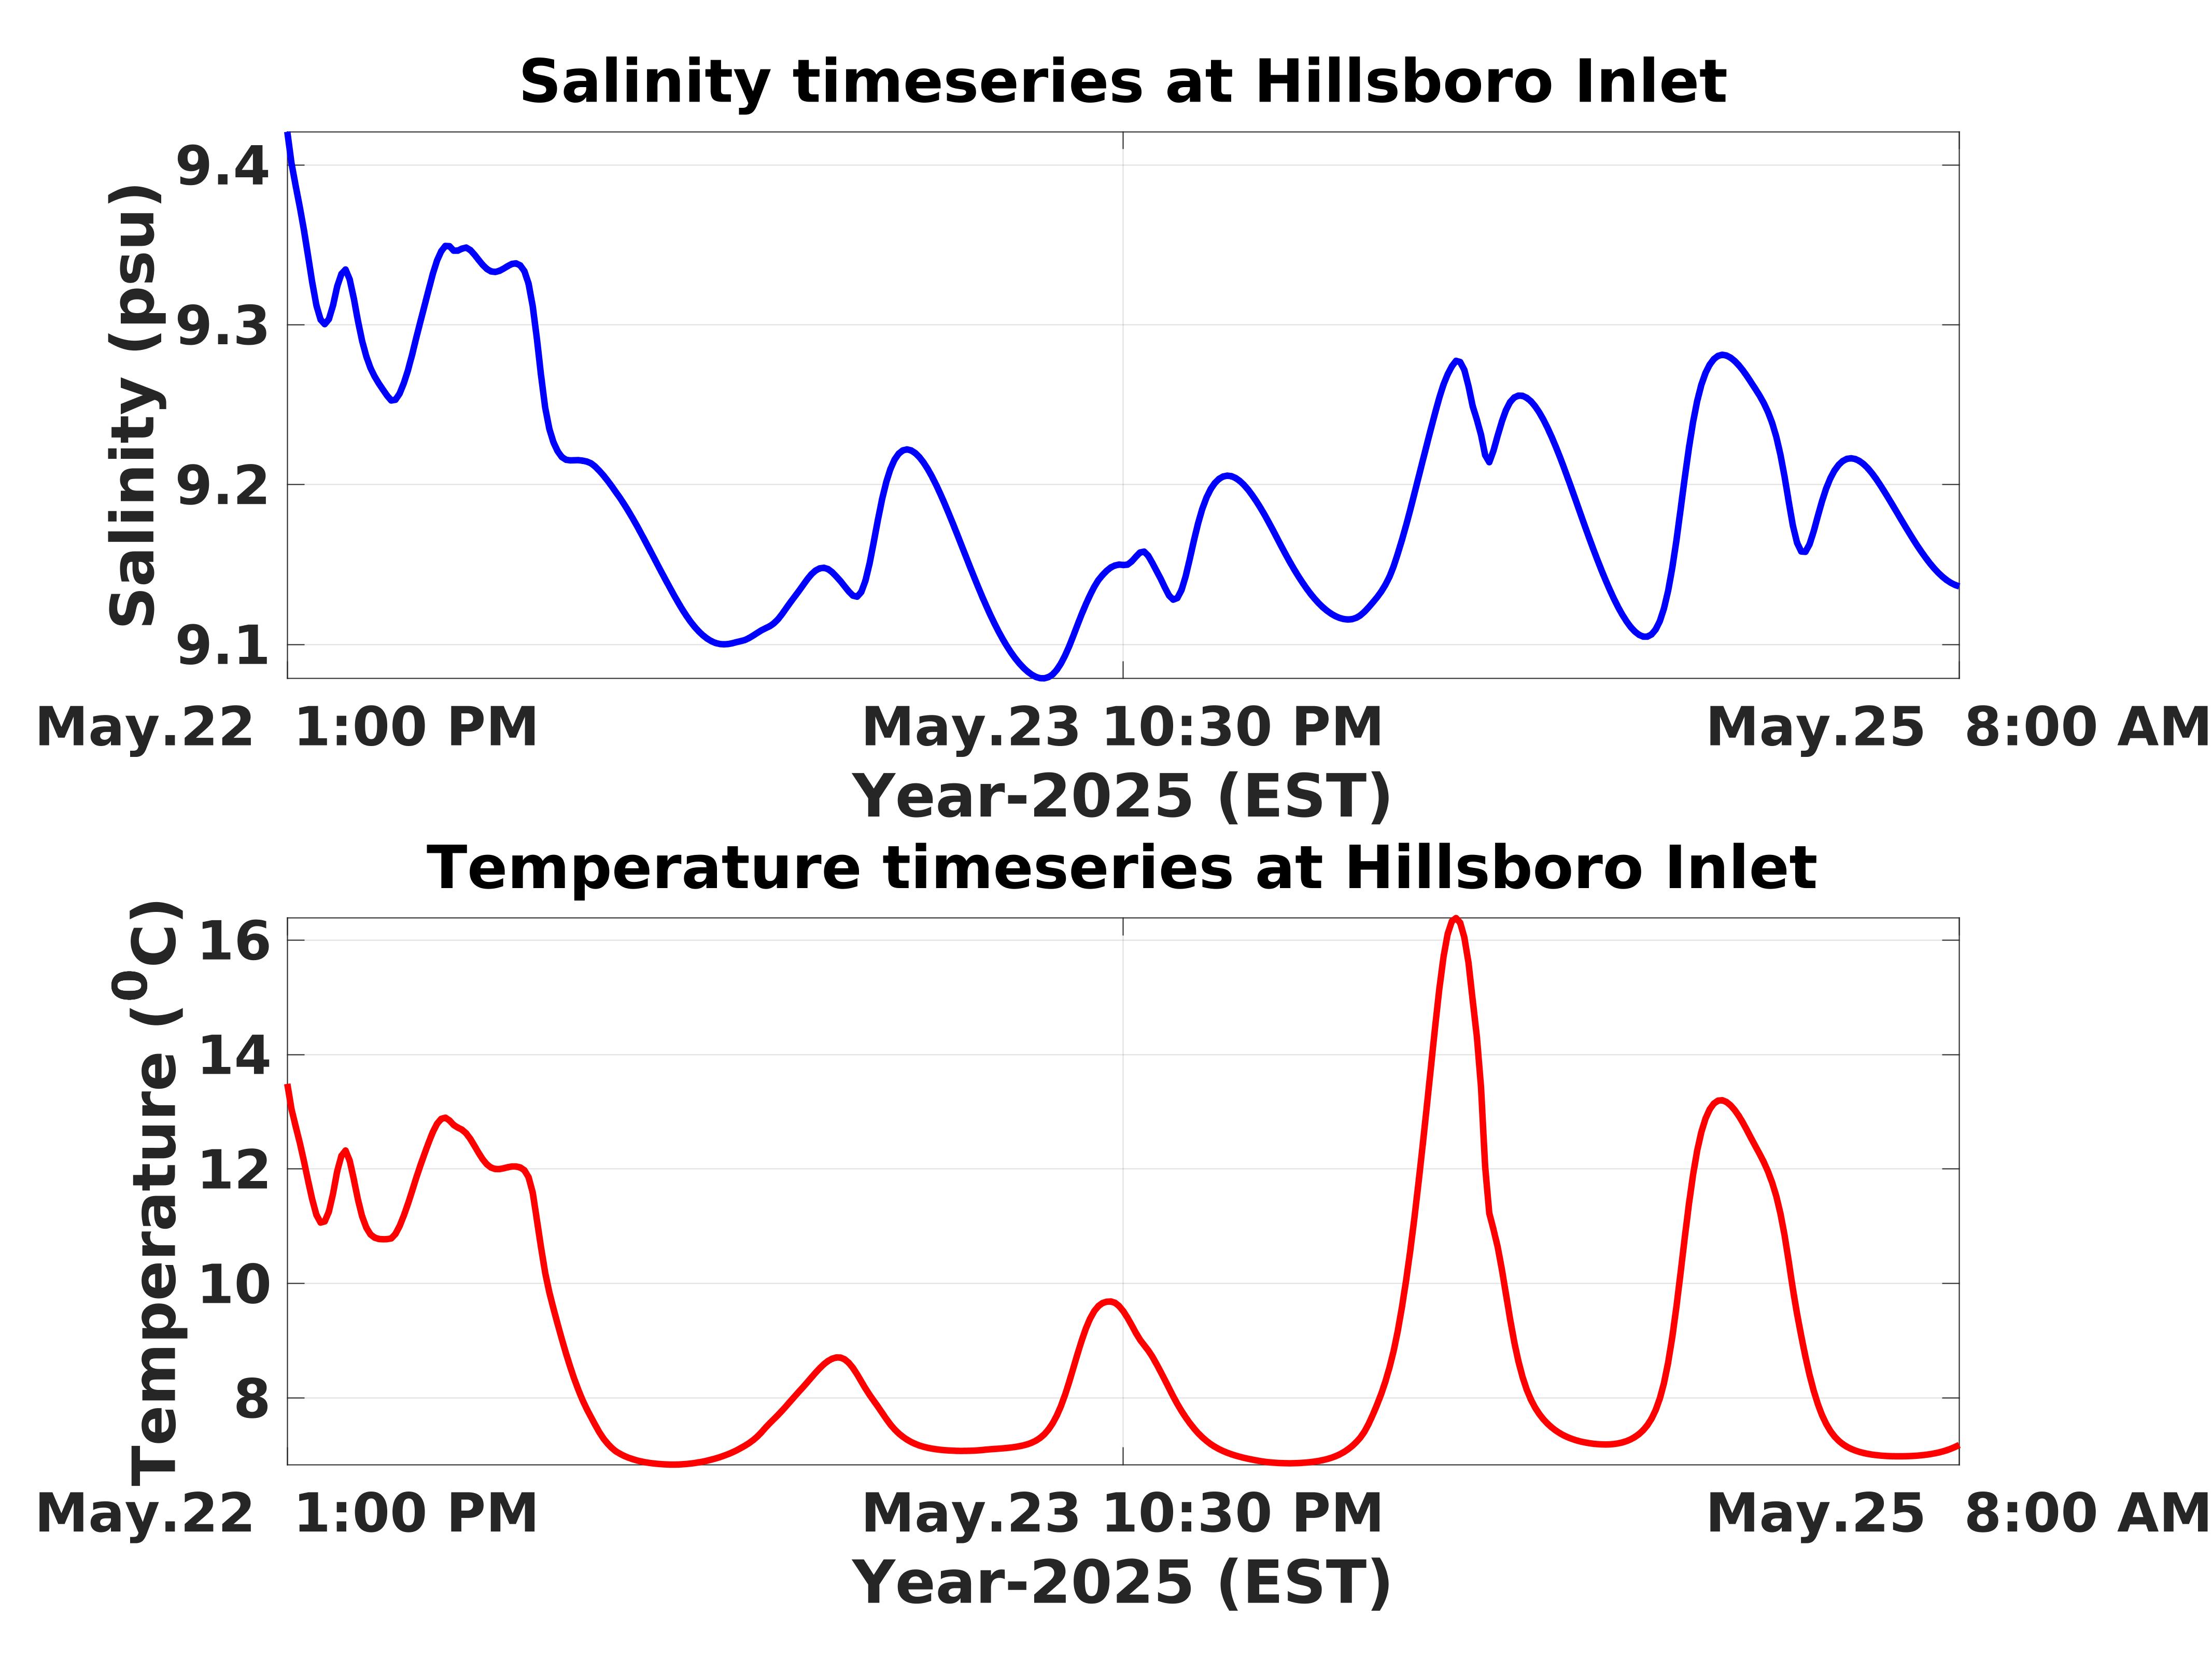 Salinity timeseries at Hillsboro Inlet
Salinity (psu)
9.4
9.3
9.2
9.1
May.22  1:00 PM
May.23 10:30 PM
May.25  8:00 AM
Year-2025 (EST)
Temperature timeseries at Hillsboro Inlet
Temperature (⁰C)
16
14
12
10
8
May.22  1:00 PM
May.23 10:30 PM
May.25  8:00 AM
Year-2025 (EST)